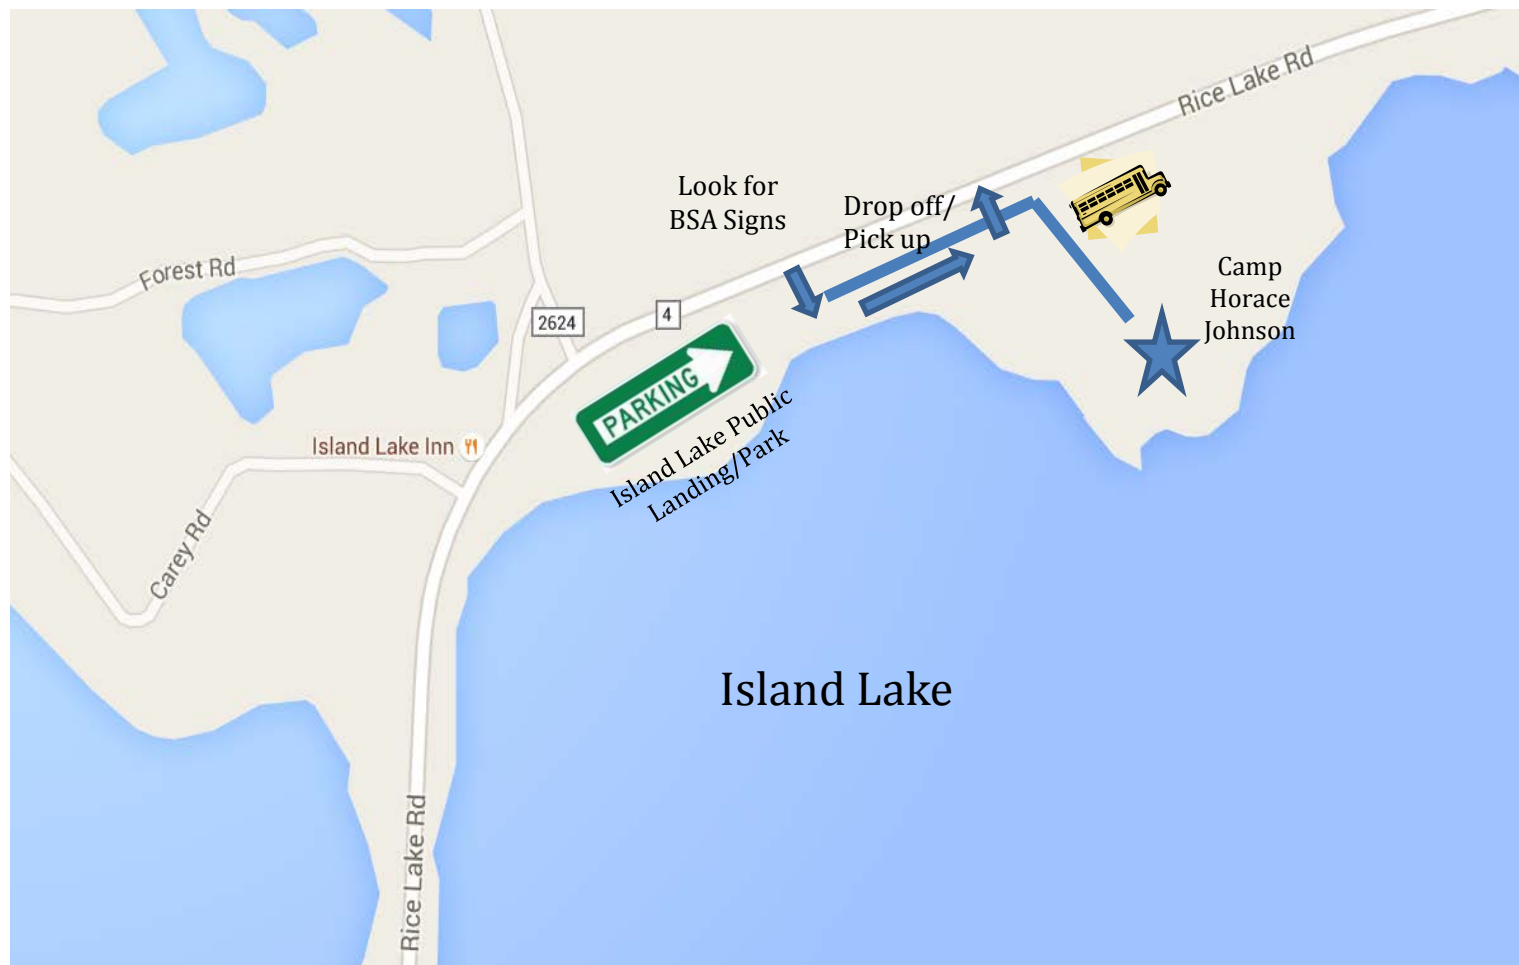 Rice Lake Rd
Look for
BSA Signs
Drop off/
Pick up
Forest Rd
Camp
Horace
Johnson
2624
4
PARKING
Island Lake Public
Landing/Park
Island Lake Inn
Carey Rd
Island Lake
Rice Lake Rd